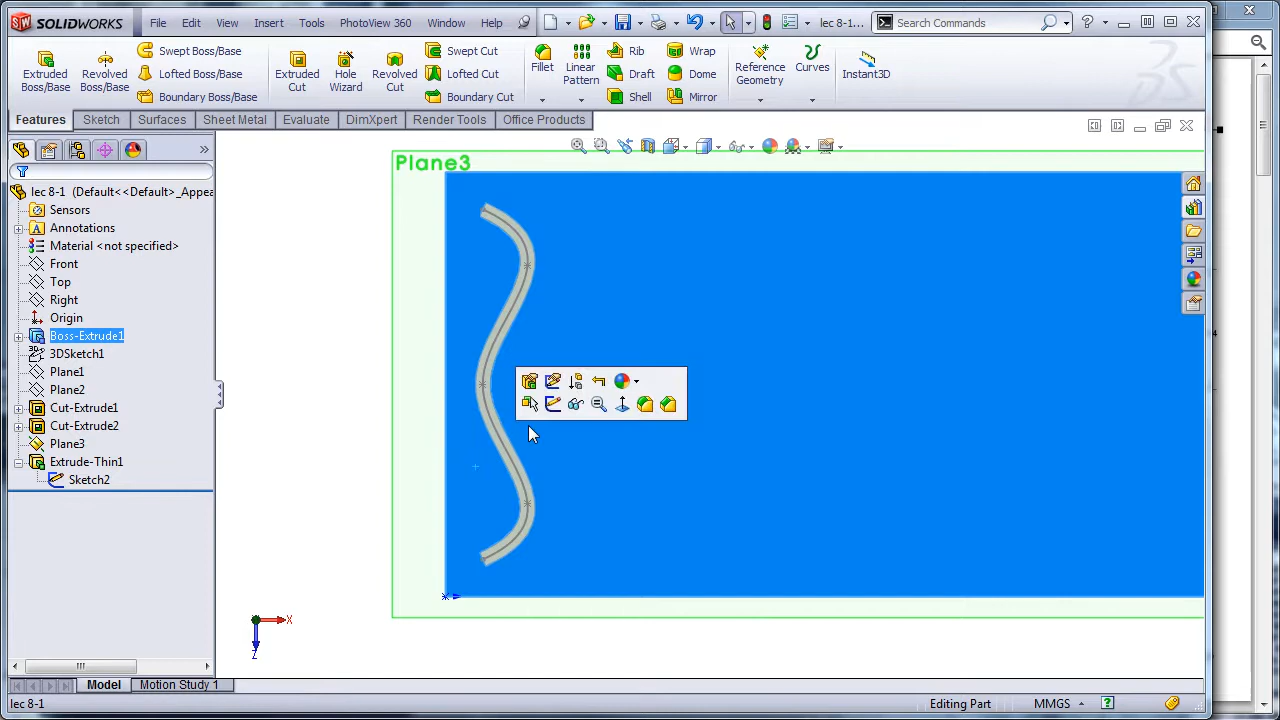 SOLIDWORKS File Edit View Insert Tools PhotoView 360 Window Help lec 8-1... Search Commands
Extruded Boss/Base
Revolved Boss/Base
Swept Boss/Base
Lofted Boss/Base
Boundary Boss/Base
Extruded Cut
Hole Wizard
Revolved Cut
Swept Cut
Lofted Cut
Boundary Cut
Fillet
Linear Pattern
Rib
Draft
Shell
Wrap
Dome
Mirror
Reference Geometry
Curves
Instant3D
Features Sketch Surfaces Sheet Metal Evaluate DimXpert Render Tools Office Products
lec 8-1 (Default<<Default>_Appea
Sensors
Annotations
Material <not specified>
Front
Top
Right
Origin
Boss-Extrude1
3DSketch1
Plane1
Plane2
Cut-Extrude1
Cut-Extrude2
Plane3
Extrude-Thin1
Sketch2
Plane3
X
Z
Model Motion Study 1
lec 8-1 Editing Part MMGS